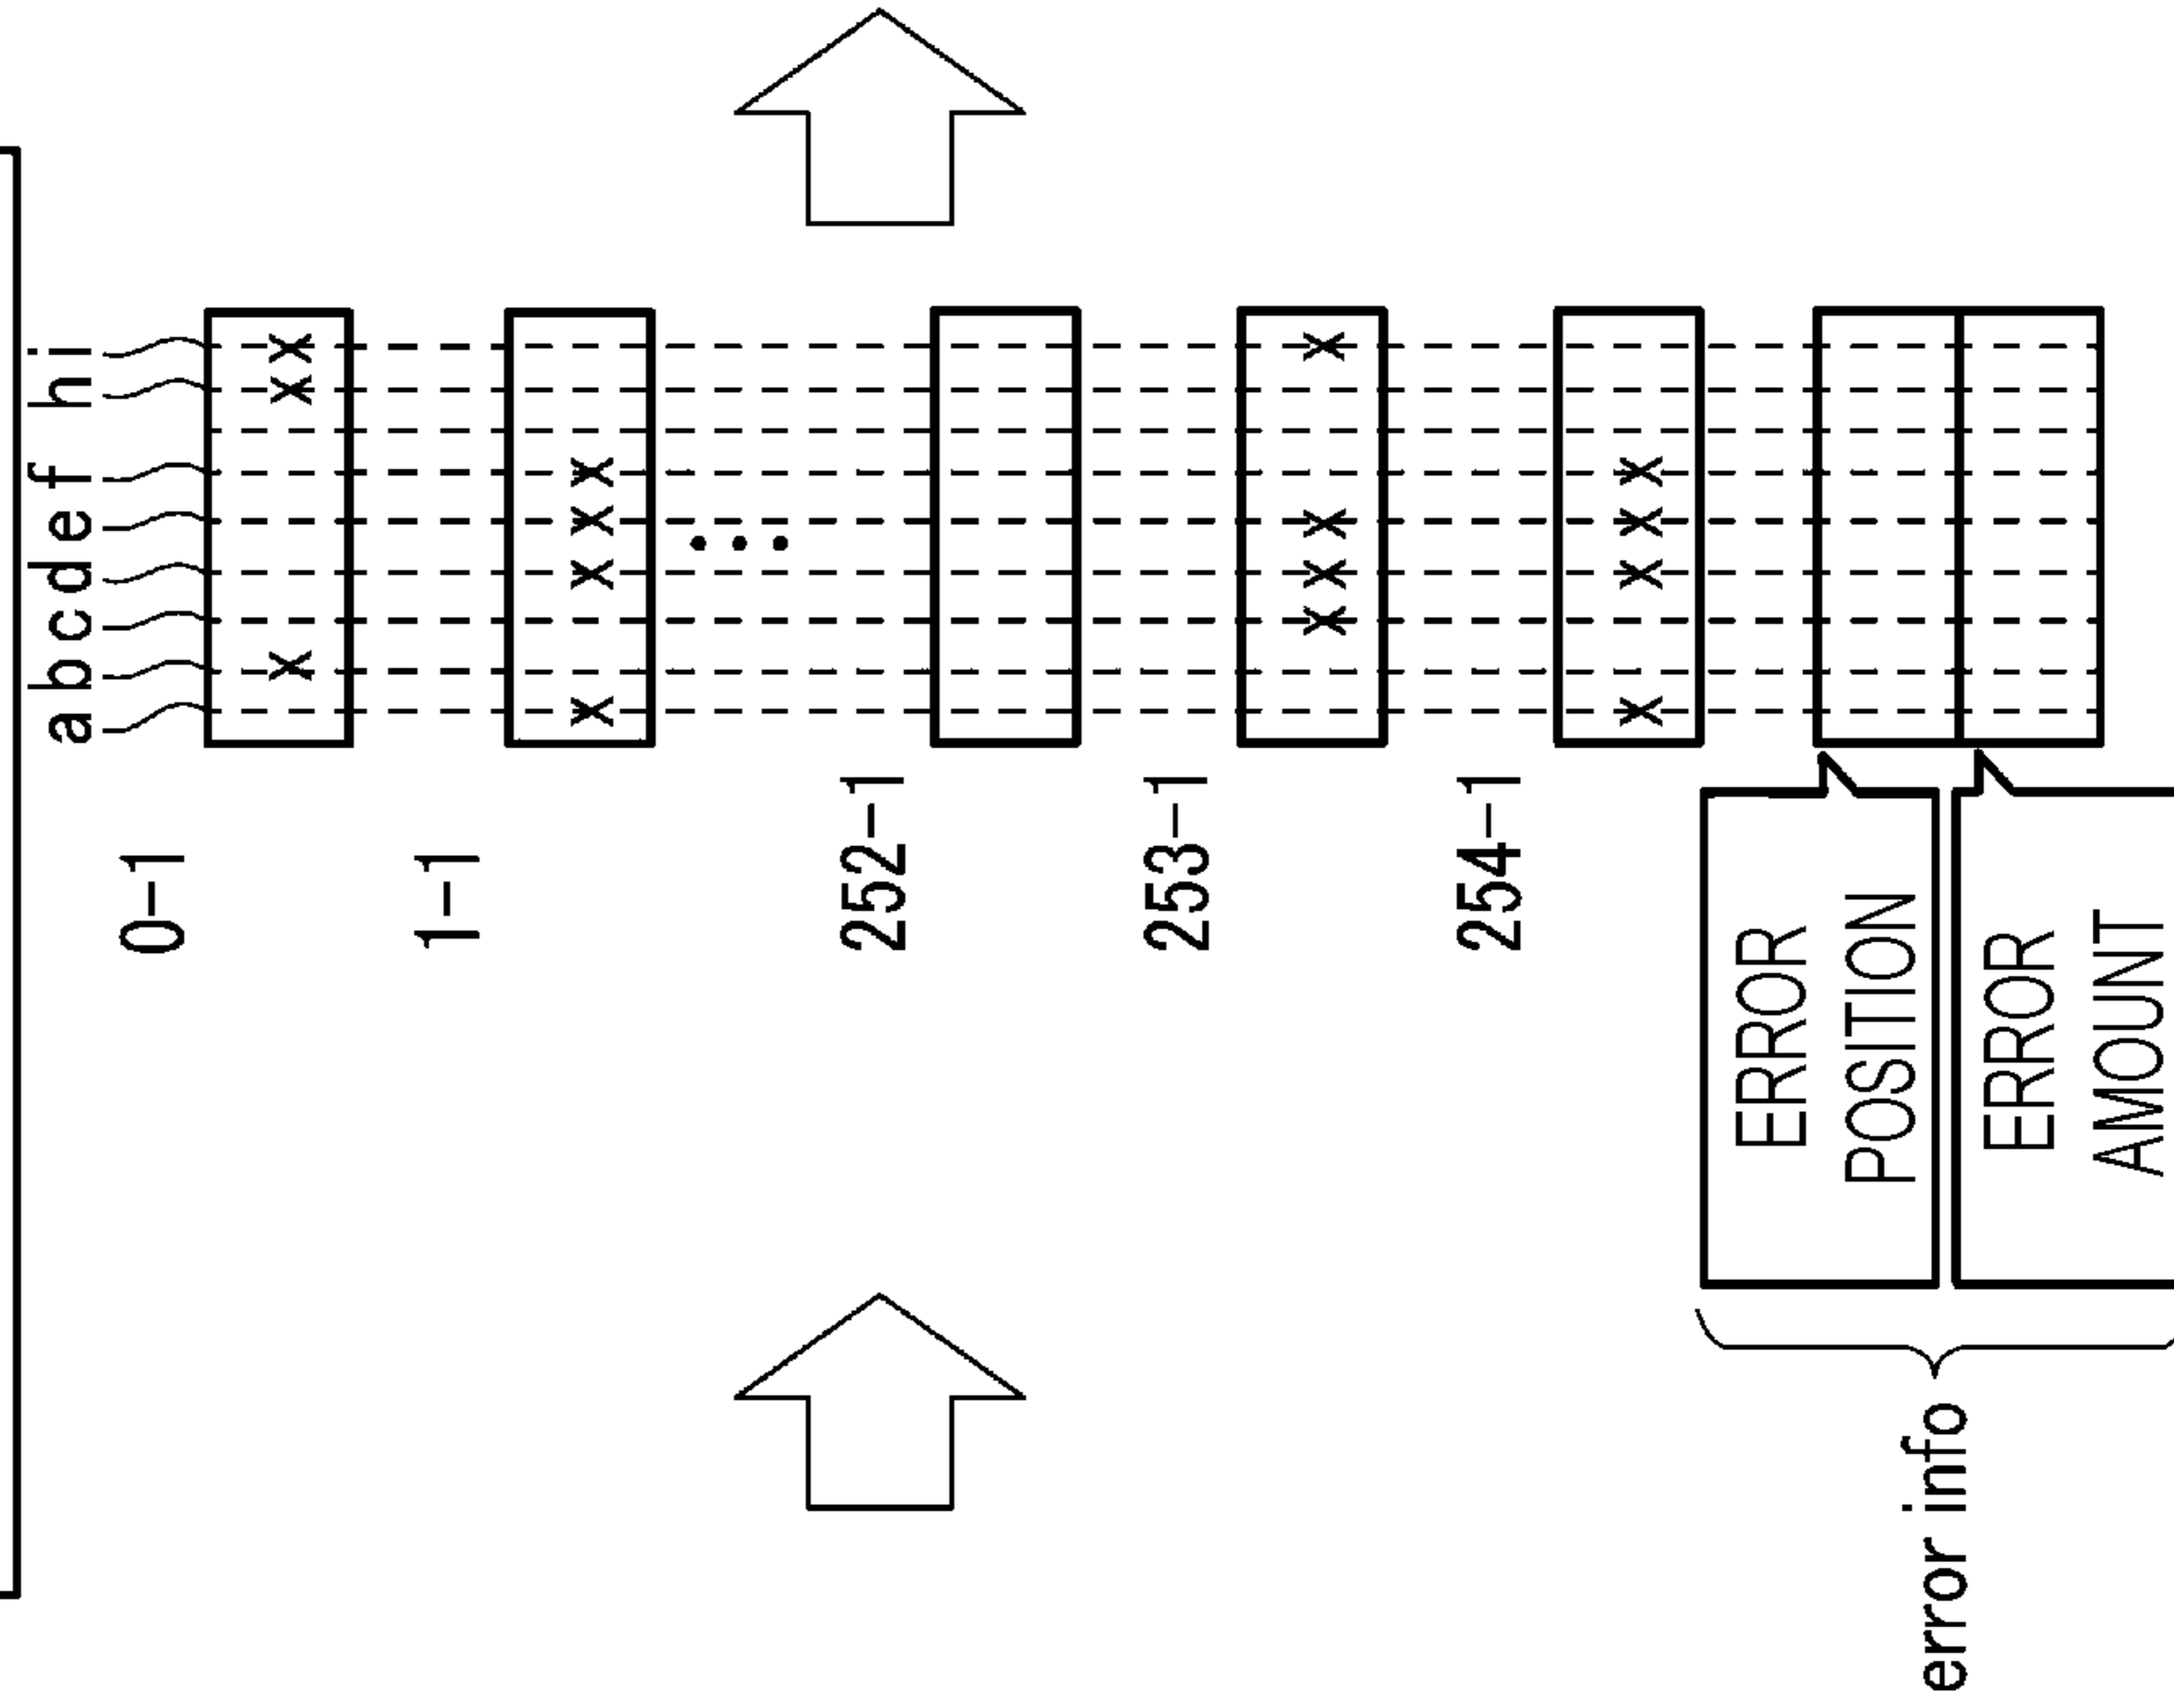 a b c d e f h i
0-1
1-1
252-1
253-1
254-1
ERROR
POSITION
ERROR
AMOUNT
error info